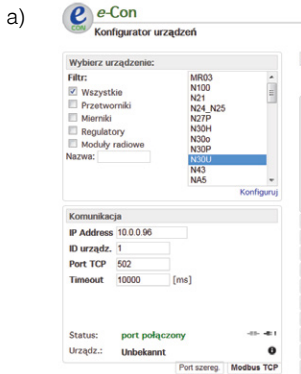 a)
e-Con
CON
Konfigurator urządzeń
Wybierz urządzenie:
Filtr:
Wszystkie
Przetworniki
Mierniki
Regulatory
Moduły radiowe
Nazwa:
MR03
N100
N21
N24_N25
N27P
N30H
N30o
N30P
N30U
N43
NA5
Konfiguruj
Komunikacja
IP Address 10.0.0.96
ID urządz. 1
Port TCP 502
Timeout 10000 [ms]
Status: port połączony
Urządz.: Unbekannt
Port szereg. Modbus TCP